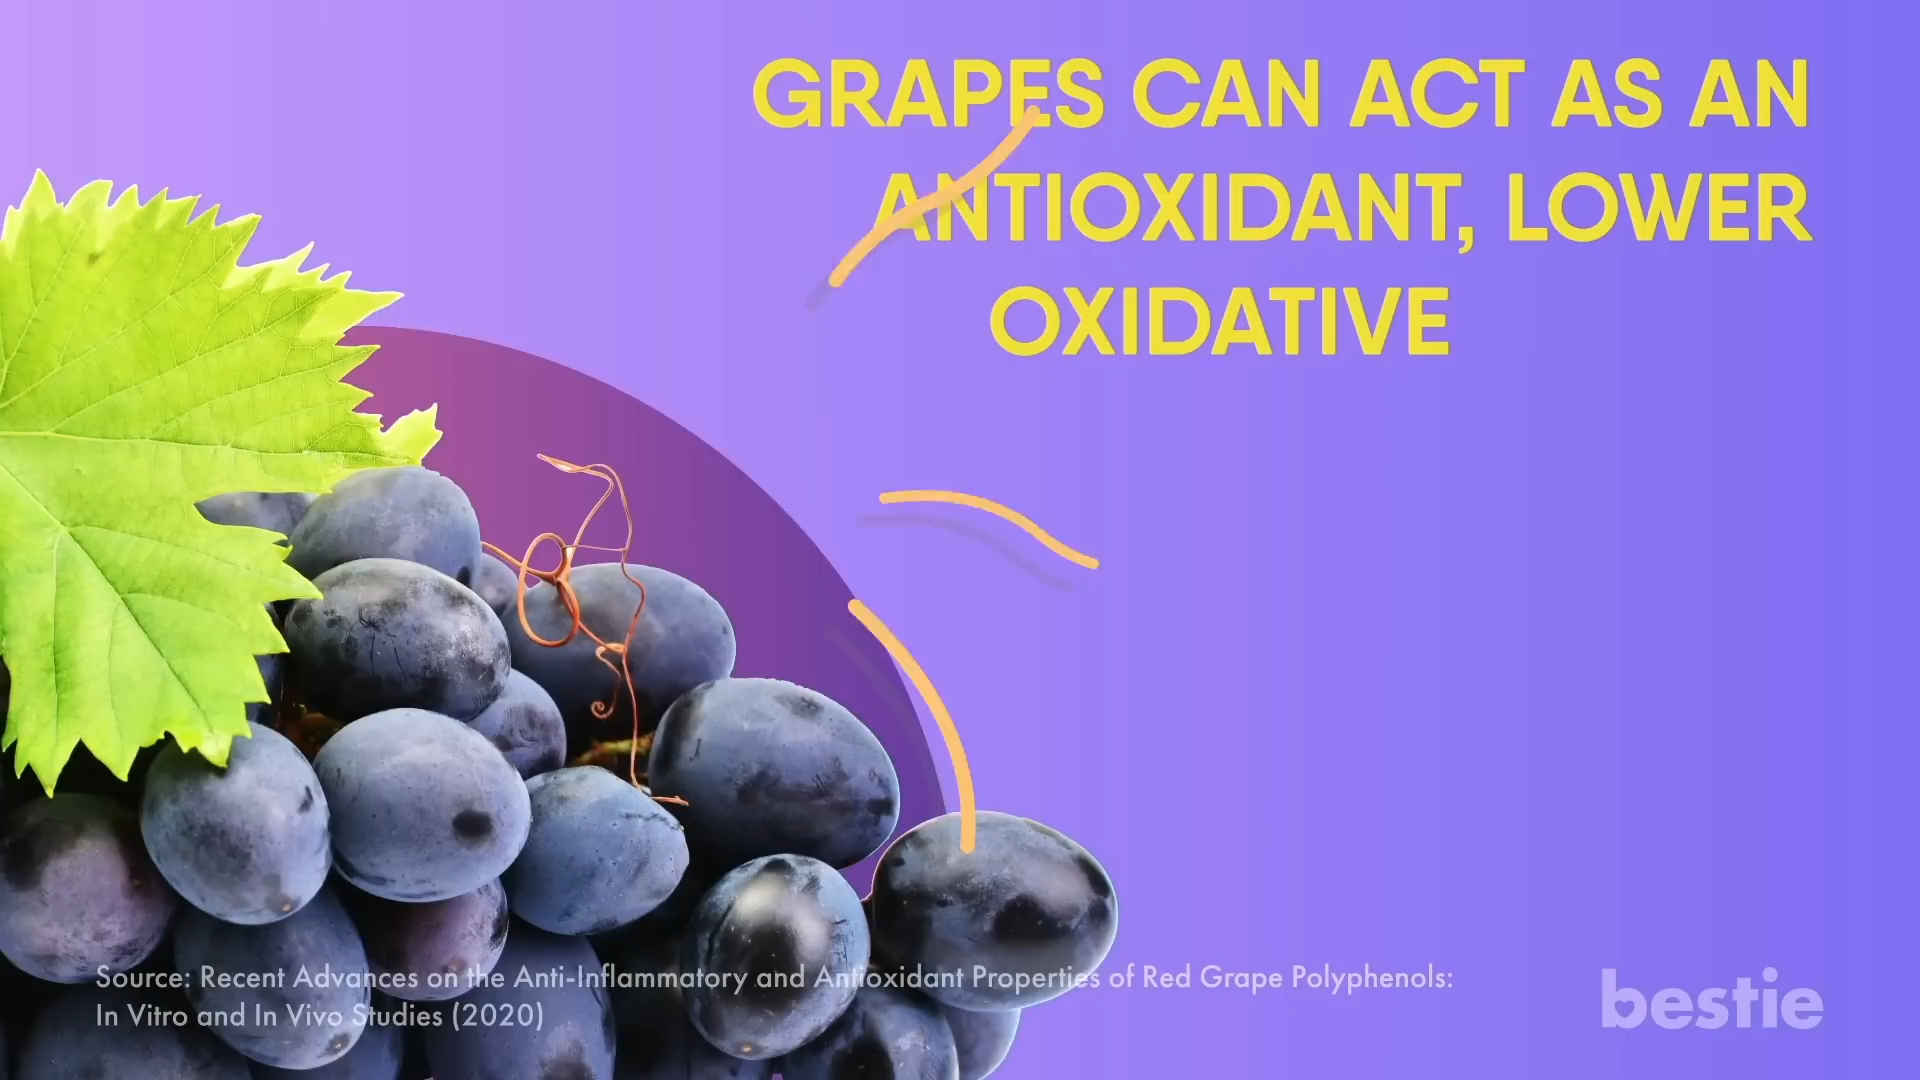 GRAPES CAN ACT AS AN
ANTIOXIDANT, LOWER
OXIDATIVE
Source: Recent Advances on the Anti-Inflammatory and Antioxidant Properties of Red Grape Polyphenols:
In Vitro and In Vivo Studies (2020)
bestie